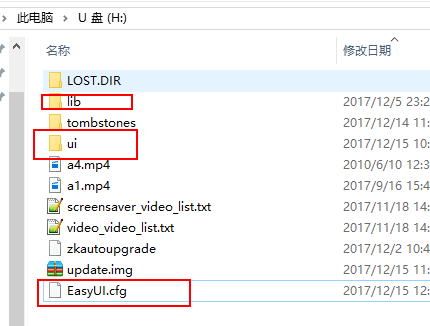 此电脑 > U 盘 (H:)
名称 修改日期
LOST.DIR
lib 2017/12/5 23:2
tombstones 2017/12/14 11:
ui 2017/12/15 10:
a4.mp4 2010/6/10 12:3
a1.mp4 2017/9/16 15:4
screensaver_video_list.txt 2017/11/18 14:
video_video_list.txt 2017/11/18 14:
zkautoupgrade 2017/12/2 10:4
update.img 2017/12/15 11:
EasyUI.cfg 2017/12/15 11: